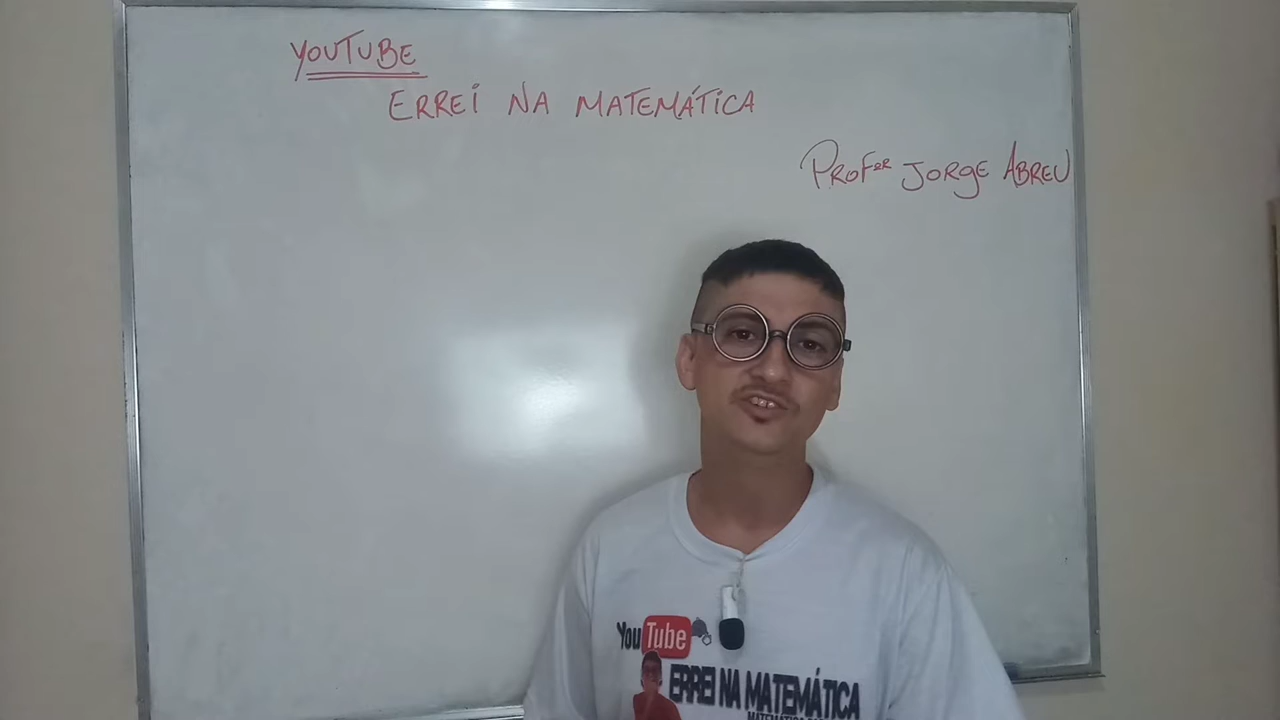 YOUTUBE
ERREI NA MATEMÁTICA
PROFER JORGE ABREU
YouTube
ERREI NA MATEMÁTICA